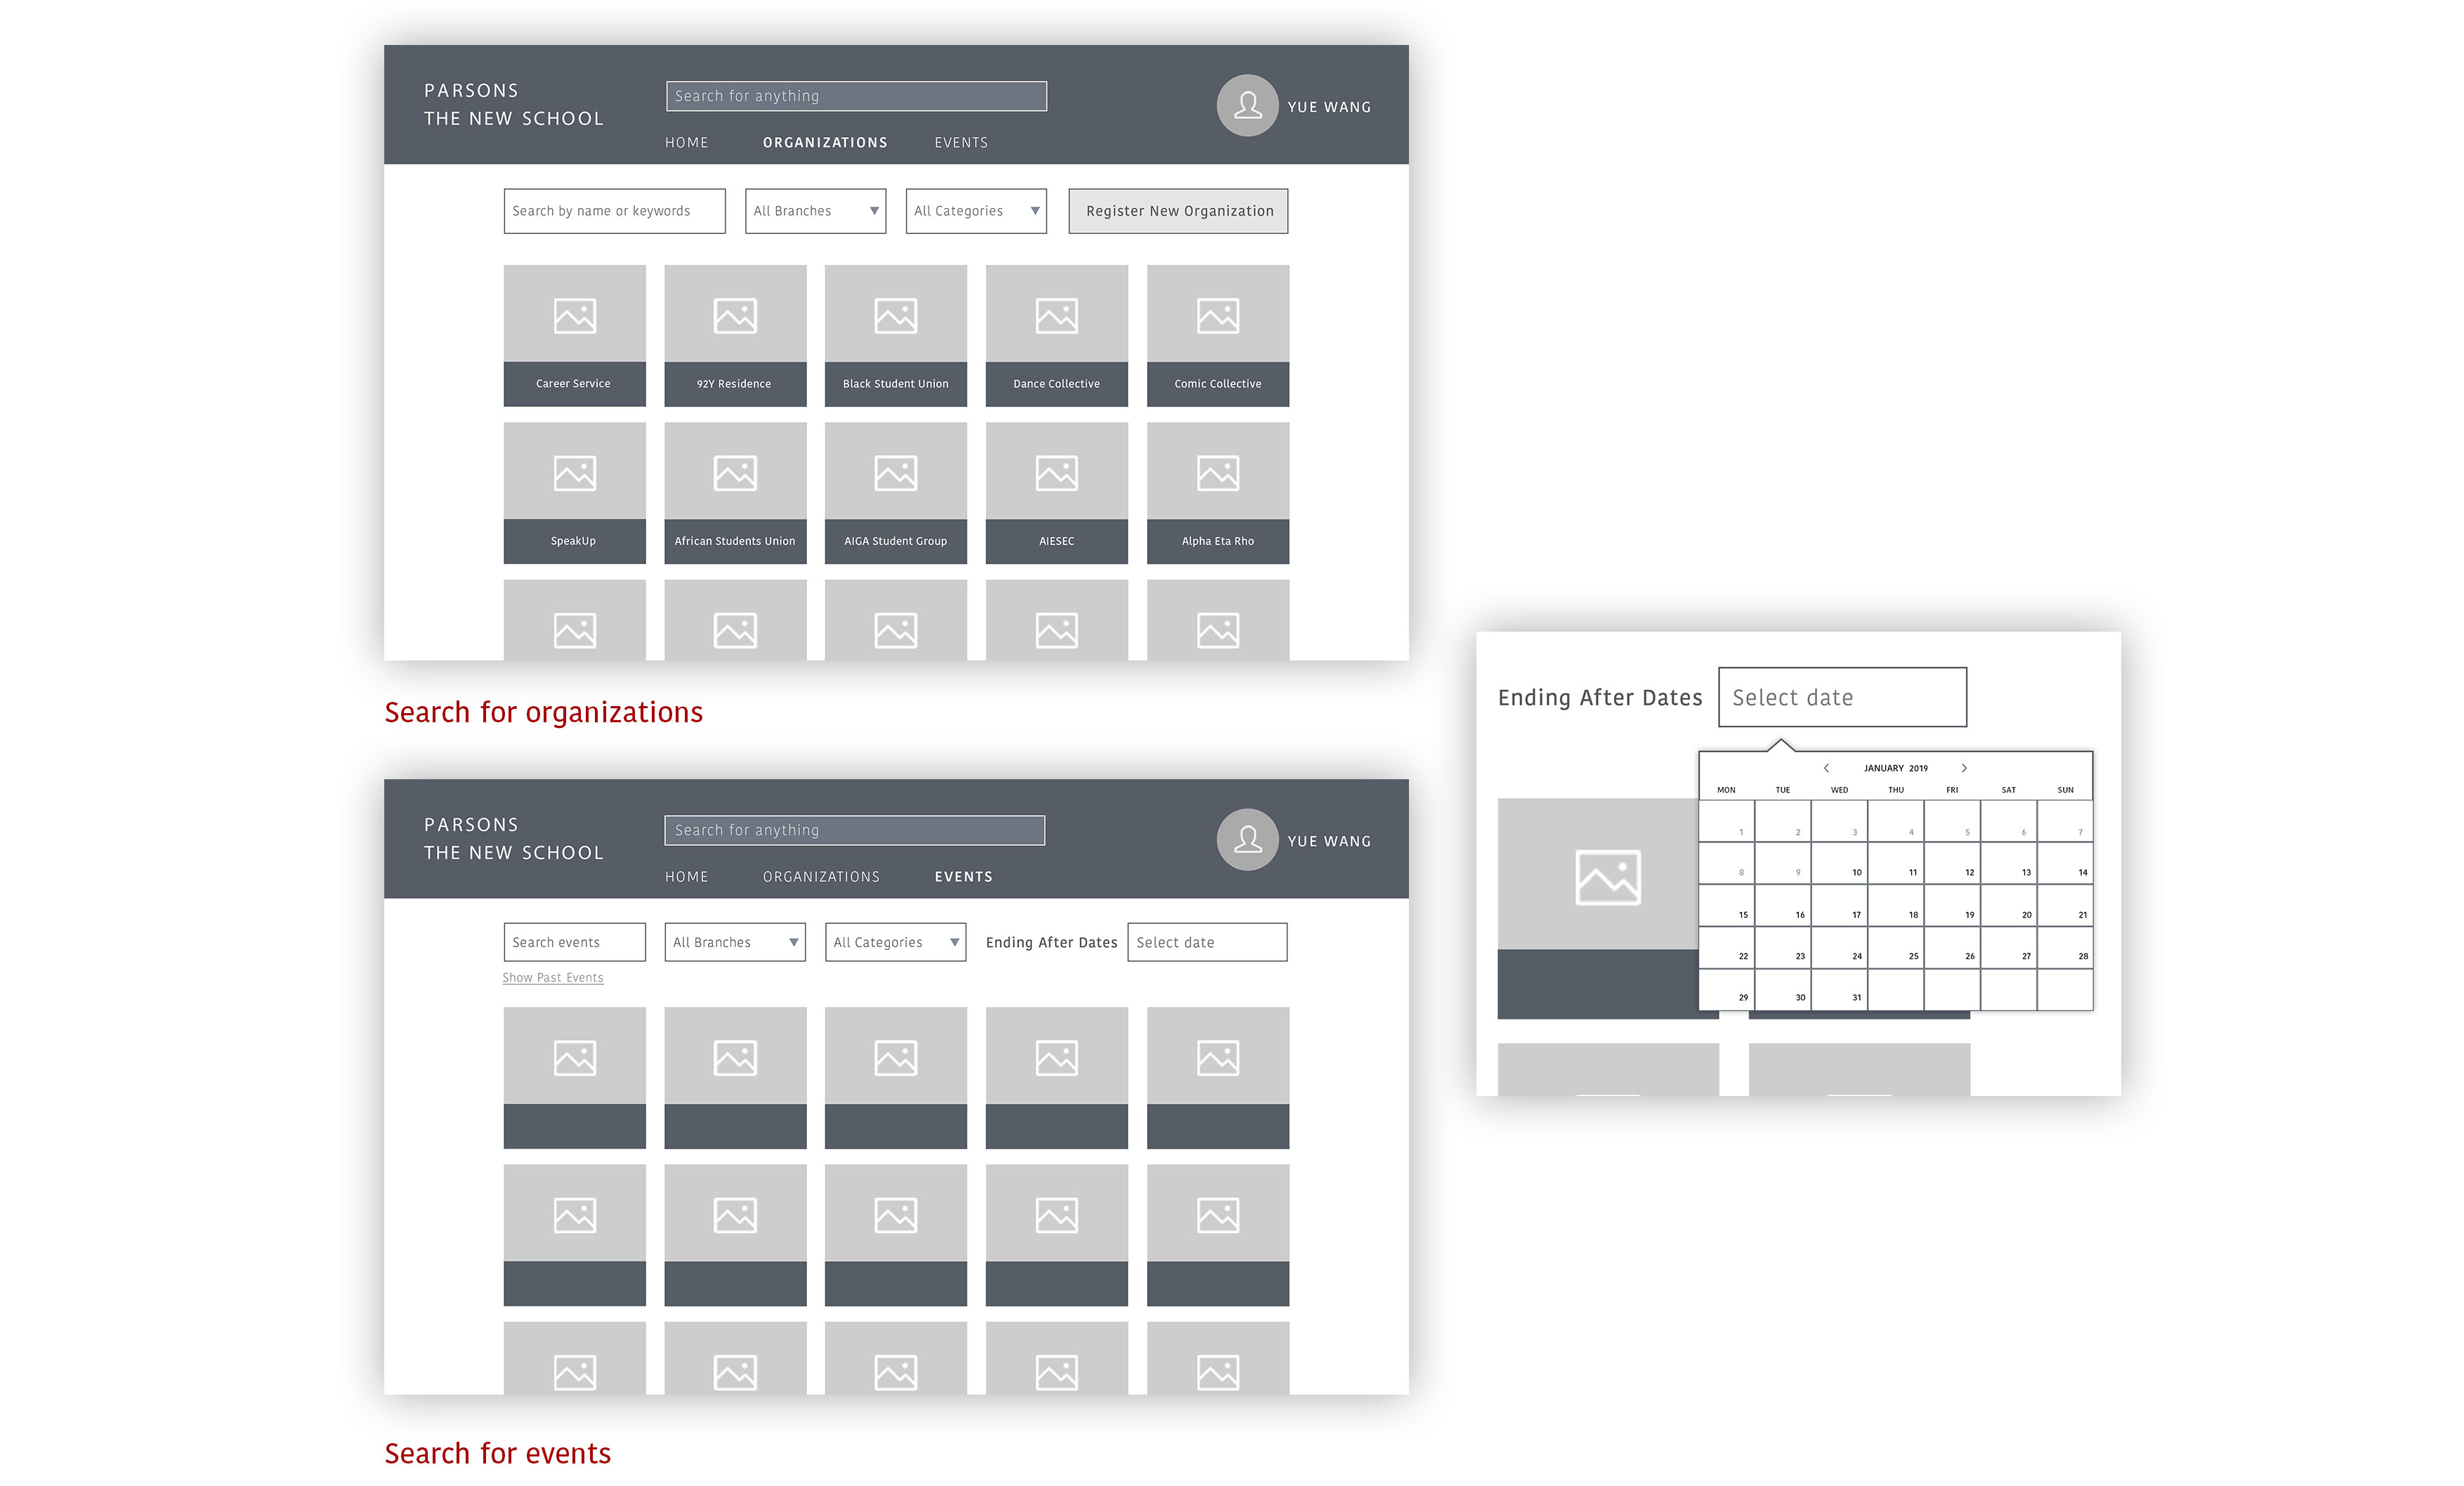 PARSONS
THE NEW SCHOOL
Search for anything
YUE WANG
HOME ORGANIZATIONS EVENTS
Search by name or keywords All Branches All Categories Register New Organization
Career Service 92Y Residence Black Student Union Dance Collective Comic Collective
SpeakUp African Students Union AIGA Student Group AIESEC Alpha Eta Rho
Search for organizations
PARSONS
THE NEW SCHOOL
Search for anything
YUE WANG
HOME ORGANIZATIONS EVENTS
Search events All Branches All Categories Ending After Dates Select date
Show Past Events
Search for events
Ending After Dates Select date
JANUARY 2019
MON TUE WED THU FRI SAT SUN
1 2 3 4 5 6 7
8 9 10 11 12 13 14
15 16 17 18 19 20 21
22 23 24 25 26 27 28
29 30 31